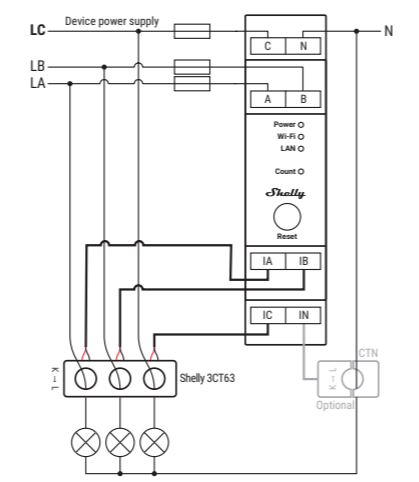 Device power supply
LC
N
C N
LB
LA
A B
Power
Wi-Fi
LAN
Count
Shelly
Reset
IA IB
IC IN
CTN
K
L
Shelly 3CT63
K
L
Optional